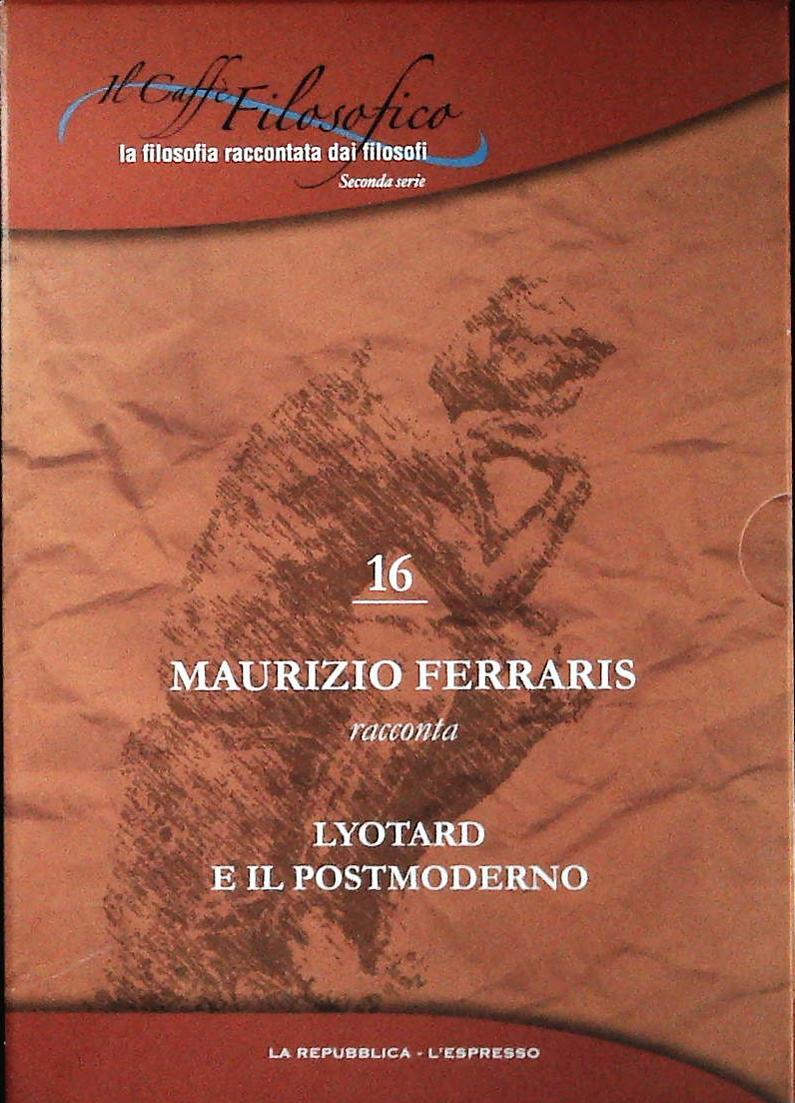 Il Caffè Filosofico
la filosofia raccontata dai filosofi
Seconda serie
16
MAURIZIO FERRARIS
racconta
LYOTARD
E IL POSTMODERNO
LA REPUBBLICA - L'ESPRESSO